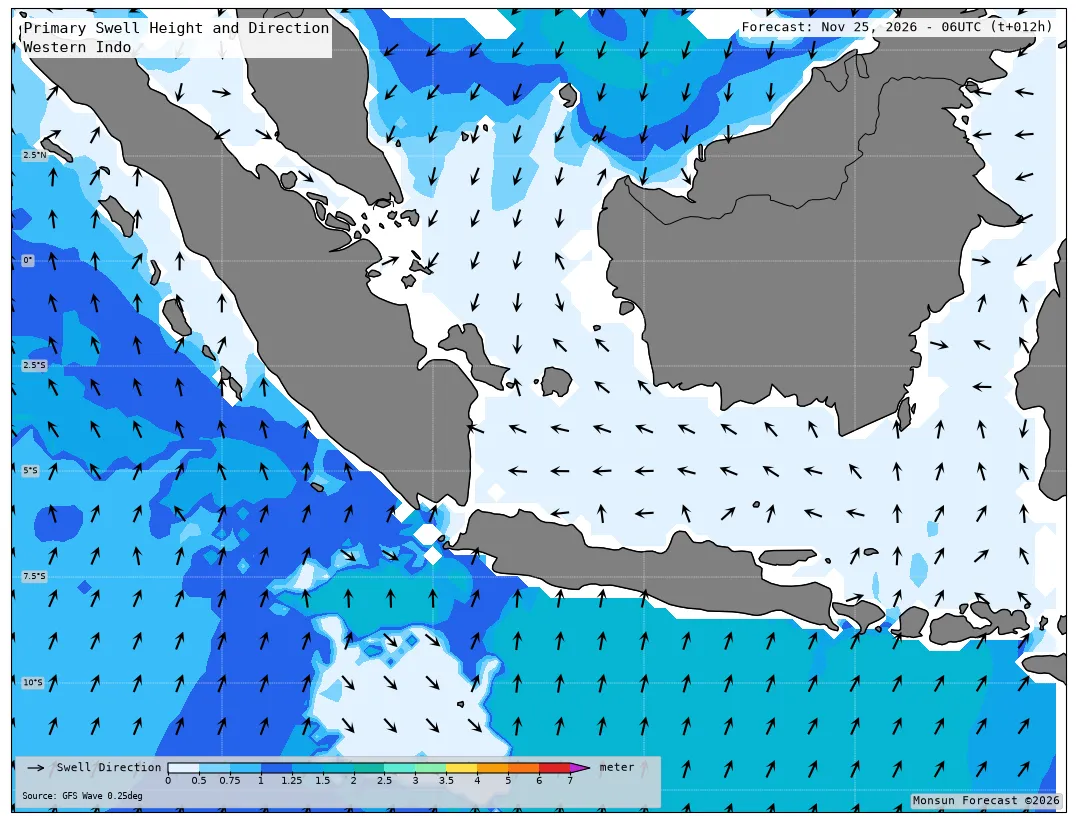 Primary Swell Height and Direction
Western Indo
Forecast: Nov 25, 2026 - 06UTC (t+012h)
2.5°N
0°
2.5°S
5°S
7.5°S
10°S
Swell Direction
0 0.5 0.75 1 1.25 1.5 2 2.5 3 3.5 4 5 6 7
meter
Source: GFS Wave 0.25deg
Monsun Forecast ©2026